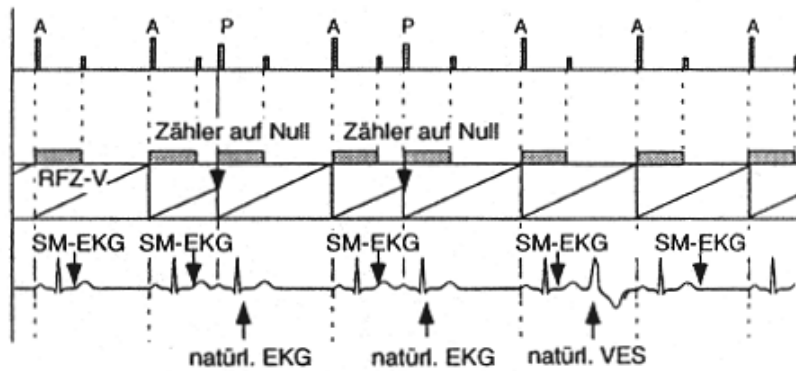 A A P A P A A A
Zähler auf Null Zähler auf Null
RFZ-V
SM-EKG SM-EKG SM-EKG SM-EKG SM-EKG
natürl. EKG natürl. EKG natürl. VES